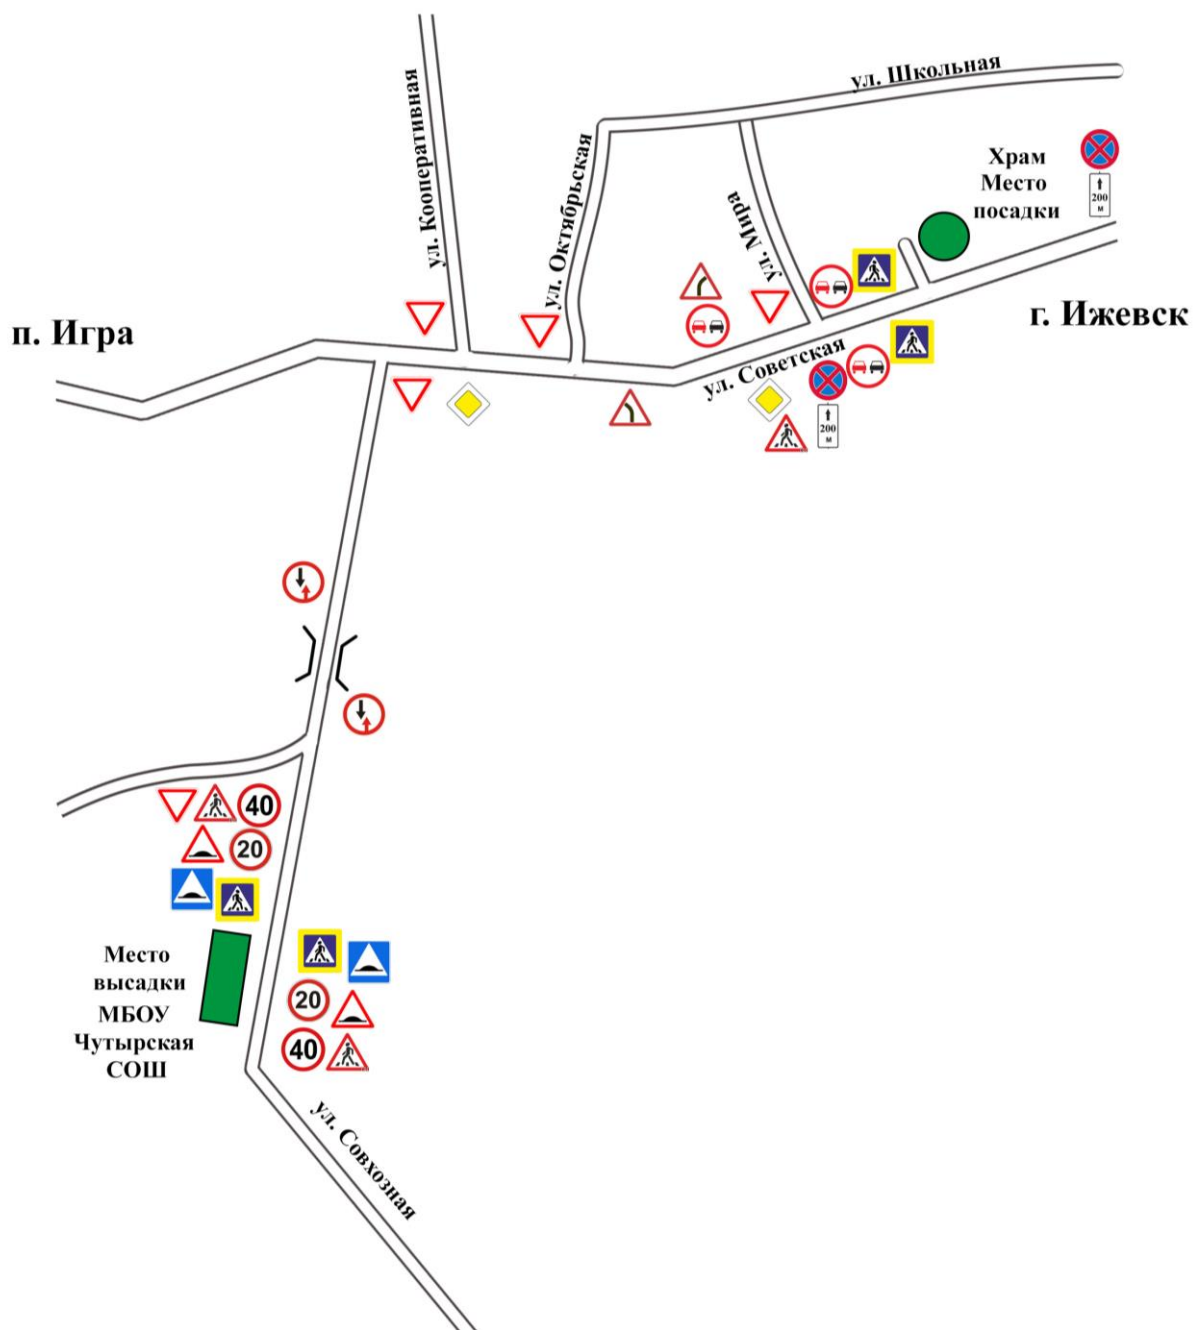 ул. Школьная
ул. Кооперативная
ул. Октябрьская
Храм
Место
посадки
200
м
ул. Мира
п. Игра
г. Ижевск
ул. Советская
200
м
40
20
Место
высадки
МБОУ
Чутырская
СОШ
20
40
ул. Совхозная